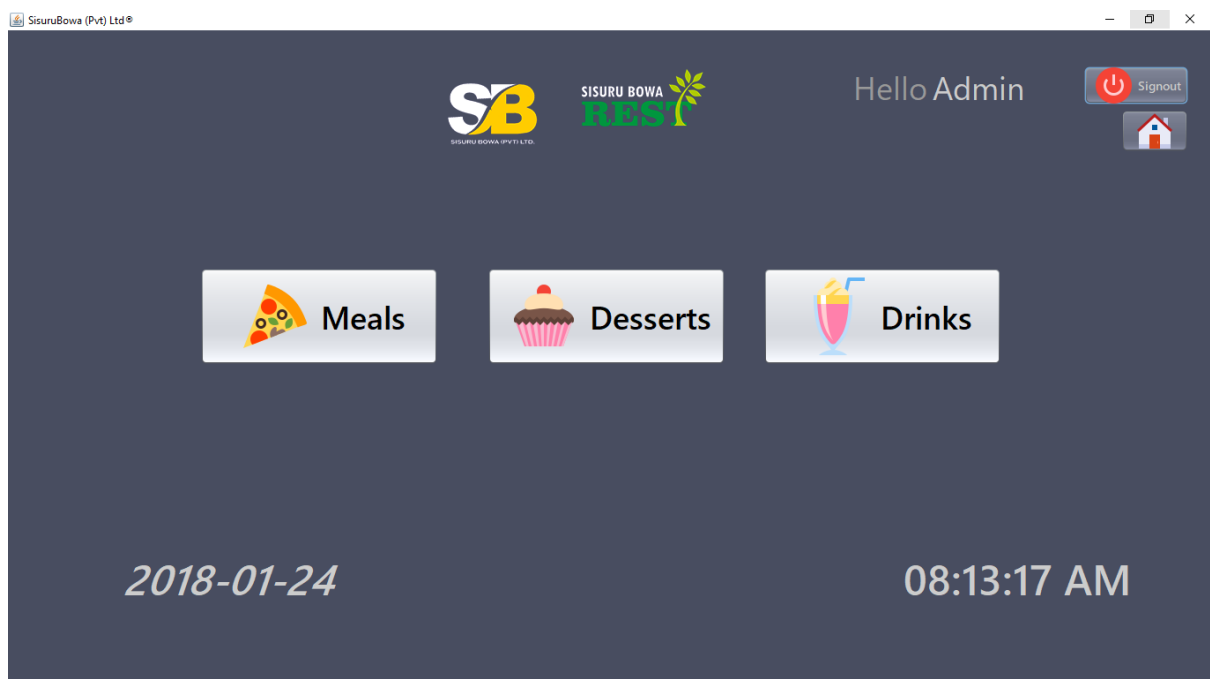 SisuruBowa (Pvt) Ltd®
SB
SISURU BOWA (PVT) LTD.
SISURU BOWA
REST
Hello Admin
Signout
Meals
Desserts
Drinks
2018-01-24
08:13:17 AM